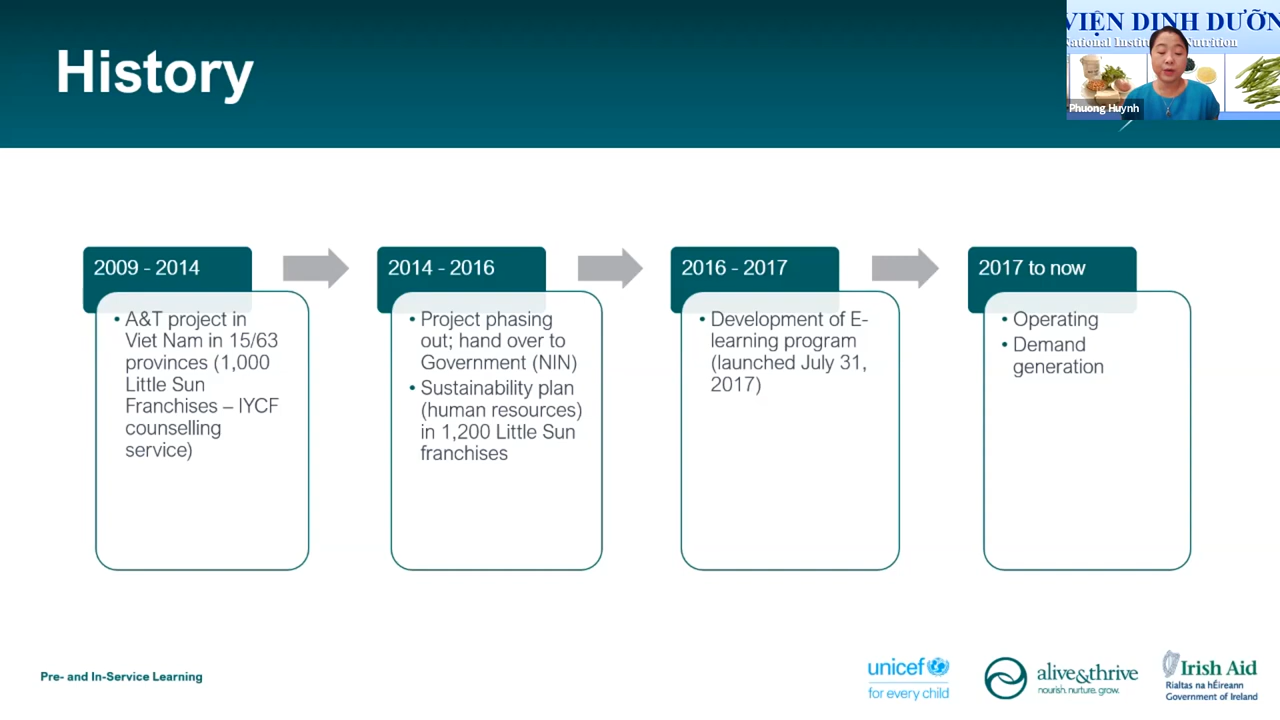 History
VIỆN DINH DƯỠN
National Instit Nutrition
Phuong Huynh
2009 - 2014
• A&T project in
Viet Nam in 15/63
provinces (1,000
Little Sun
Franchises – IYCF
counselling
service)
2014 - 2016
• Project phasing
out; hand over to
Government (NIN)
• Sustainability plan
(human resources)
in 1,200 Little Sun
franchises
2016 - 2017
• Development of E-
learning program
(launched July 31,
2017)
2017 to now
• Operating
• Demand
generation
Pre- and In-Service Learning
unicef
for every child
alive&thrive
nourish. nurture. grow.
Irish Aid
Rialtas na hÉireann
Government of Ireland